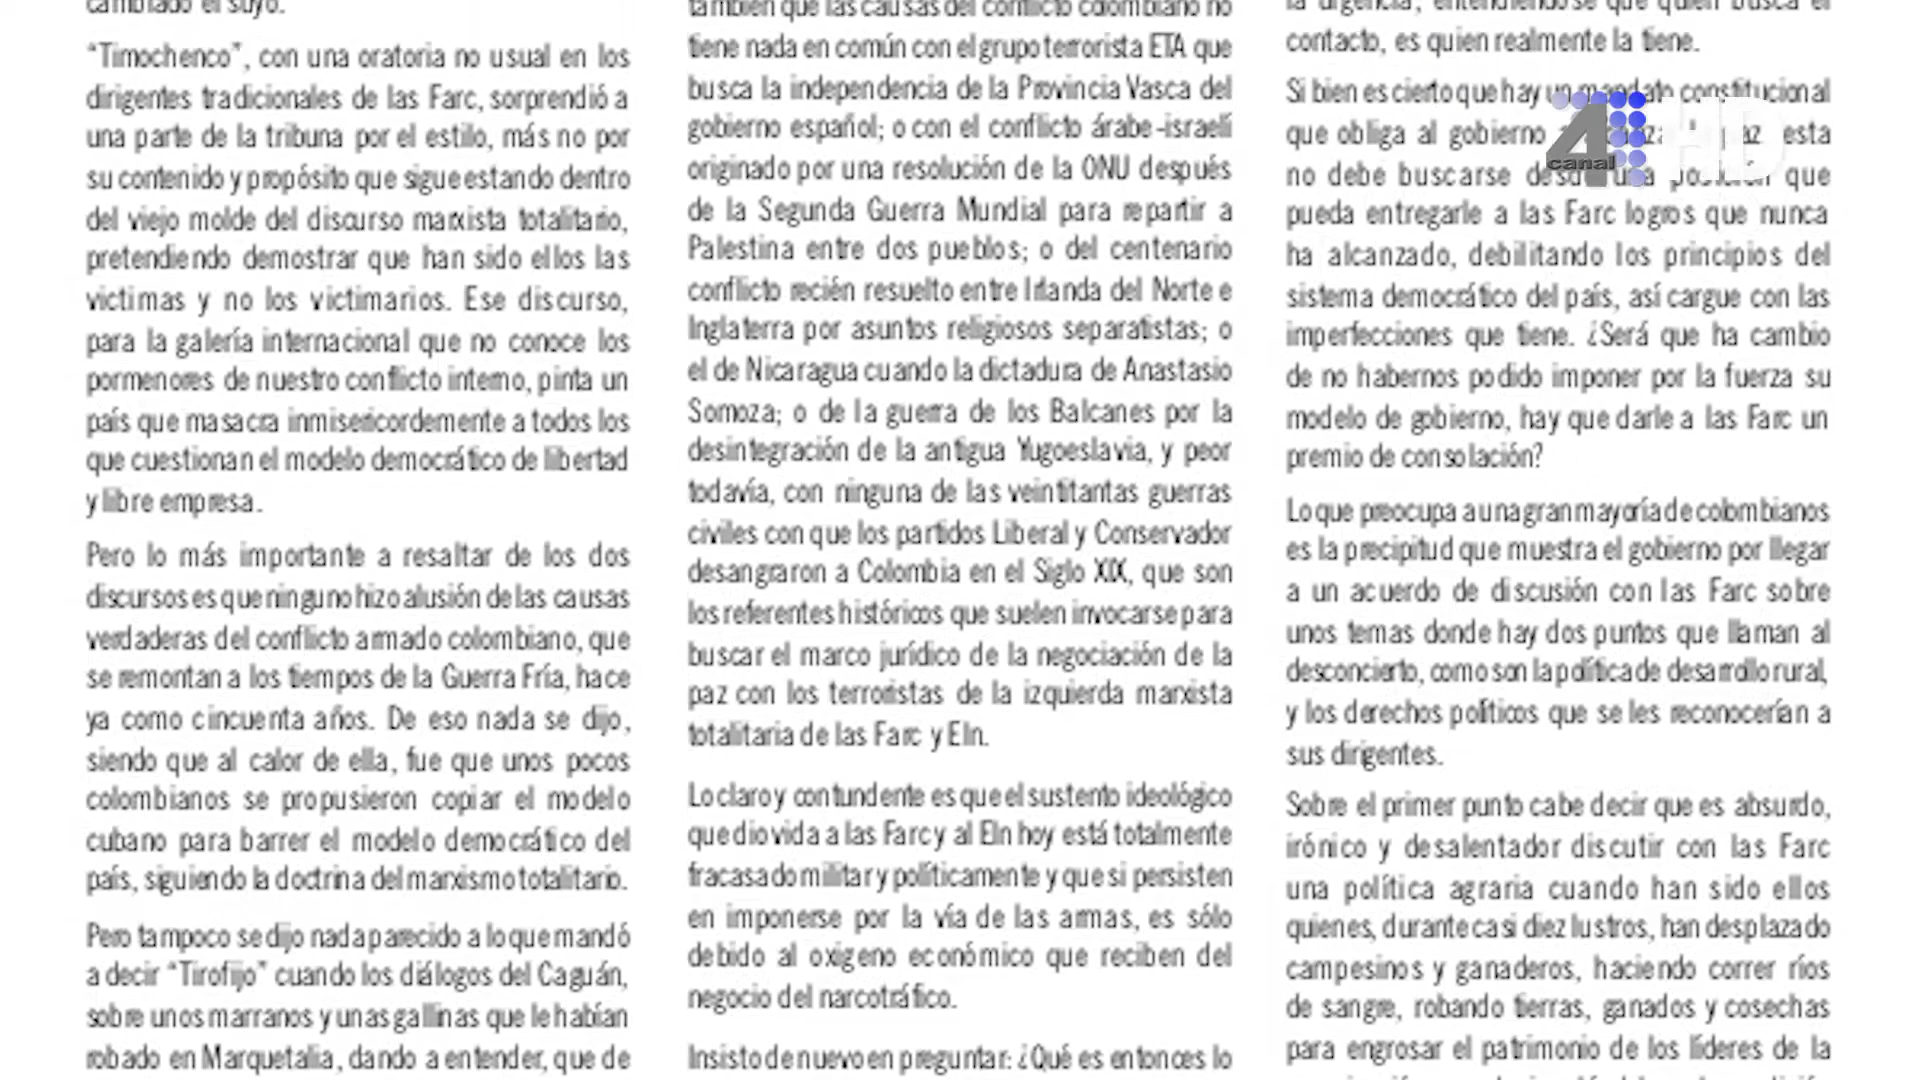 cambiado el suyo.
“Timochenco”, con una oratoria no usual en los
dirigentes tradicionales de las Farc, sorprendió a
una parte de la tribuna por el estilo, más no por
su contenido y propósito que sigue estando dentro
del viejo molde del discurso marxista totalitario,
pretendiendo demostrar que han sido ellos las
victimas y no los victimarios. Ese discurso,
para la galería internacional que no conoce los
pormenores de nuestro conflicto interno, pinta un
país que masacra inmisericordemente a todos los
que cuestionan el modelo democrático de libertad
y libre empresa.
Pero lo más importante a resaltar de los dos
discursos es que ninguno hizo alusión de las causas
verdaderas del conflicto armado colombiano, que
se remontan a los tiempos de la Guerra Fría, hace
ya como cincuenta años. De eso nada se dijo,
siendo que al calor de ella, fue que unos pocos
colombianos se propusieron copiar el modelo
cubano para barrer el modelo democrático del
país, siguiendo la doctrina del marxismo totalitario.
Pero tampoco se dijo nada parecido a lo que mandó
a decir “Tirofijo” cuando los diálogos del Caguán,
sobre unos marranos y unas gallinas que le habían
robado en Marquetalia, dando a entender, que de
también que las causas del conflicto colombiano no
tiene nada en común con el grupo terrorista ETA que
busca la independencia de la Provincia Vasca del
gobierno español; o con el conflicto árabe-israelí
originado por una resolución de la ONU después
de la Segunda Guerra Mundial para repartir a
Palestina entre dos pueblos; o del centenario
conflicto recién resuelto entre Irlanda del Norte e
Inglaterra por asuntos religiosos separatistas; o
el de Nicaragua cuando la dictadura de Anastasio
Somoza; o de la guerra de los Balcanes por la
desintegración de la antigua Yugoeslavia, y peor
todavía, con ninguna de las veintitantas guerras
civiles con que los partidos Liberal y Conservador
desangraron a Colombia en el Siglo XIX, que son
los referentes históricos que suelen invocarse para
buscar el marco jurídico de la negociación de la
paz con los terroristas de la izquierda marxista
totalitaria de las Farc y Eln.
Lo claro y contundente es que el sustento ideológico
que dio vida a las Farc y al Eln hoy está totalmente
fracasado militar y políticamente y que si persisten
en imponerse por la vía de las armas, es sólo
debido al oxigeno económico que reciben del
negocio del narcotráfico.
Insisto de nuevo en preguntar: ¿Qué es entonces lo
la urgencia, entendiéndose que quien busca el
contacto, es quien realmente la tiene.
Si bien es cierto que hay un mandato constitucional
que obliga al gobierno paz esta
no debe buscarse desde una posición que
pueda entregarle a las Farc logros que nunca
ha alcanzado, debilitando los principios del
sistema democrático del país, así cargue con las
imperfecciones que tiene. ¿Será que ha cambio
de no habernos podido imponer por la fuerza su
modelo de gobierno, hay que darle a las Farc un
premio de consolación?
Lo que preocupa a una gran mayoría de colombianos
es la precipitud que muestra el gobierno por llegar
a un acuerdo de discusión con las Farc sobre
unos temas donde hay dos puntos que llaman al
desconcierto, como son la política de desarrollo rural,
y los derechos políticos que se les reconocerían a
sus dirigentes.
Sobre el primer punto cabe decir que es absurdo,
irónico y desalentador discutir con las Farc
una política agraria cuando han sido ellos
quienes, durante casi diez lustros, han desplazado
campesinos y ganaderos, haciendo correr ríos
de sangre, robando tierras, ganados y cosechas
para engrosar el patrimonio de los líderes de la
4 HD
canal